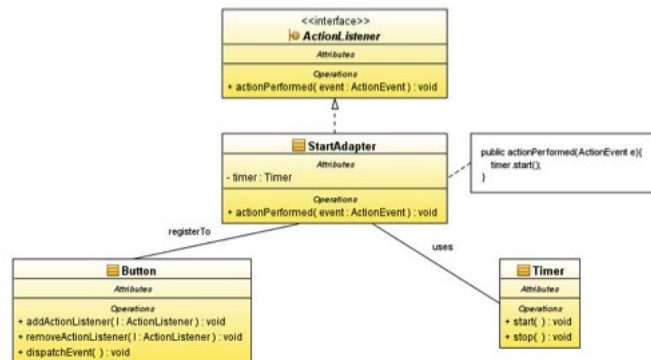 <<interface>>
ActionListener
Attributes
Operations
+ actionPerformed( event : ActionEvent ) : void
StartAdapter
Attributes
- timer : Timer
Operations
+ actionPerformed( event : ActionEvent ) : void
public actionPerformed(ActionEvent e){
timer.start();
}
registerTo
uses
Button
Attributes
Operations
+ addActionListener( l : ActionListener ) : void
+ removeActionListener( l : ActionListener ) : void
+ dispatchEvent( ) : void
Timer
Attributes
Operations
+ start( ) : void
+ stop( ) : void